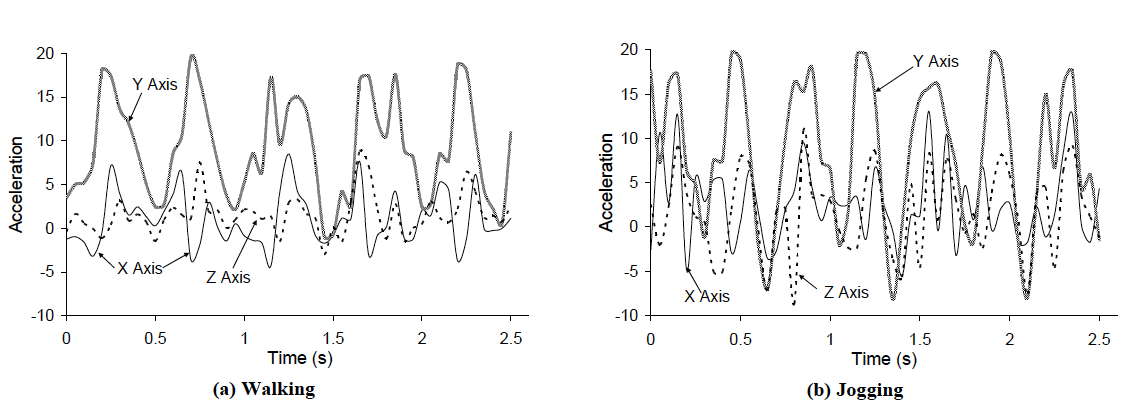 20
15
10
5
0
-5
-10
Acceleration
Y Axis
X Axis
Z Axis
0 0.5 1 1.5 2 2.5
Time (s)
(a) Walking
20
15
10
5
0
-5
-10
Acceleration
Y Axis
X Axis
Z Axis
0 0.5 1 1.5 2 2.5
Time (s)
(b) Jogging